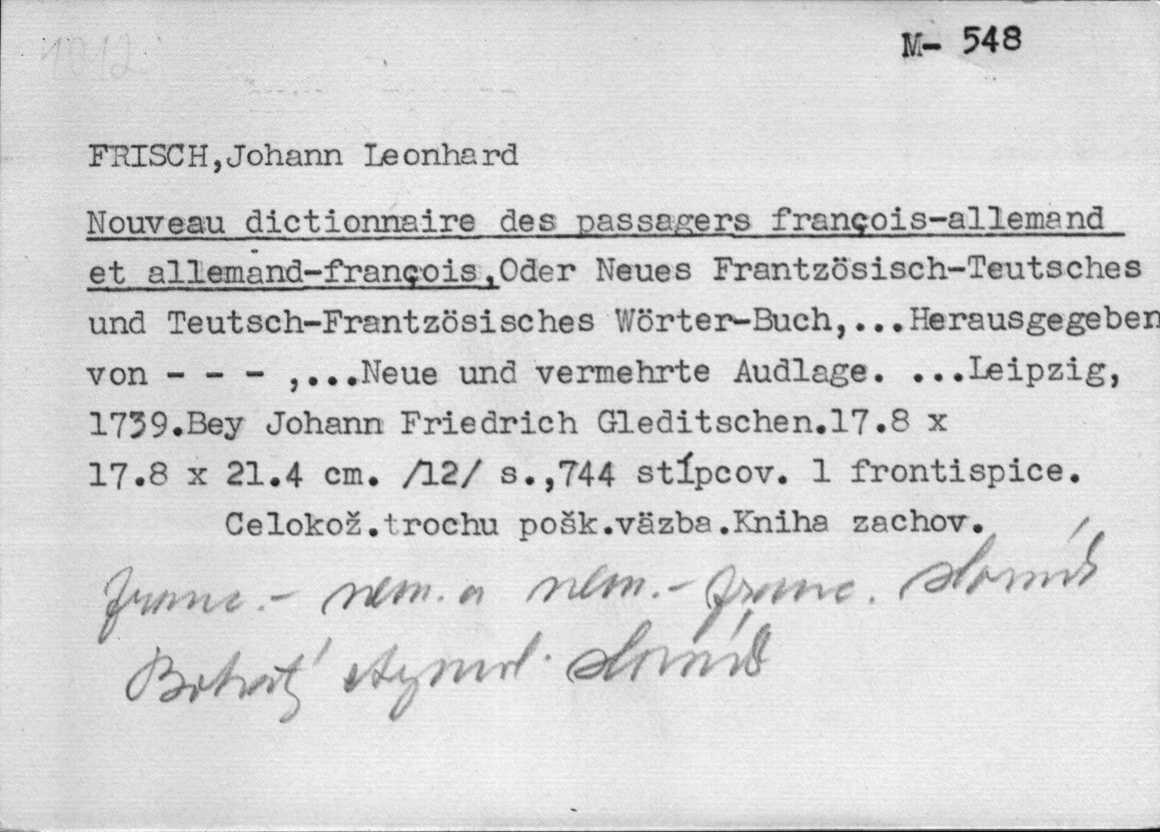 1012
M- 548
FRISCH,Johann Leonhard
Nouveau dictionnaire des passagers françois-allemand
et allemand-françois,Oder Neues Frantzösisch-Teutsches
und Teutsch-Frantzösisches Wörter-Buch,...Herausgegeben
von - - - ,...Neue und vermehrte Audlage. ...Leipzig,
1739.Bey Johann Friedrich Gleditschen.17.8 x
17.8 x 21.4 cm. /12/ s.,744 stĺpcov. 1 frontispice.
Celokož.trochu pošk.väzba.Kniha zachov.
franc.- nem. a nem.- franc. slovník
Bohatý etymol. slovník